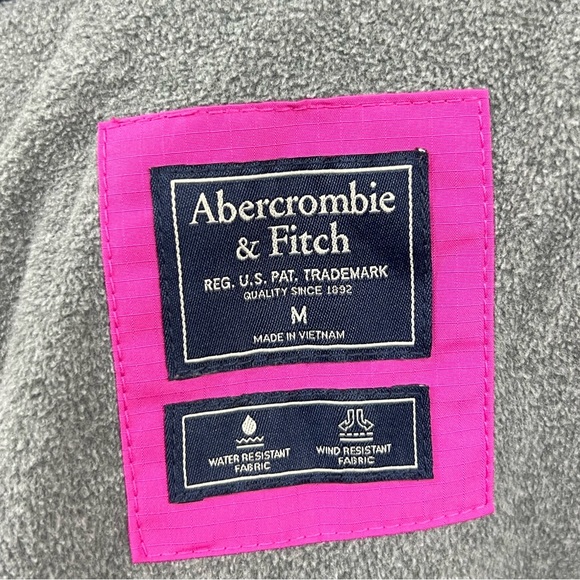 Abercrombie
& Fitch
REG. U.S. PAT. TRADEMARK
QUALITY SINCE 1892
M
MADE IN VIETNAM
WATER RESISTANT
FABRIC
WIND RESISTANT
FABRIC